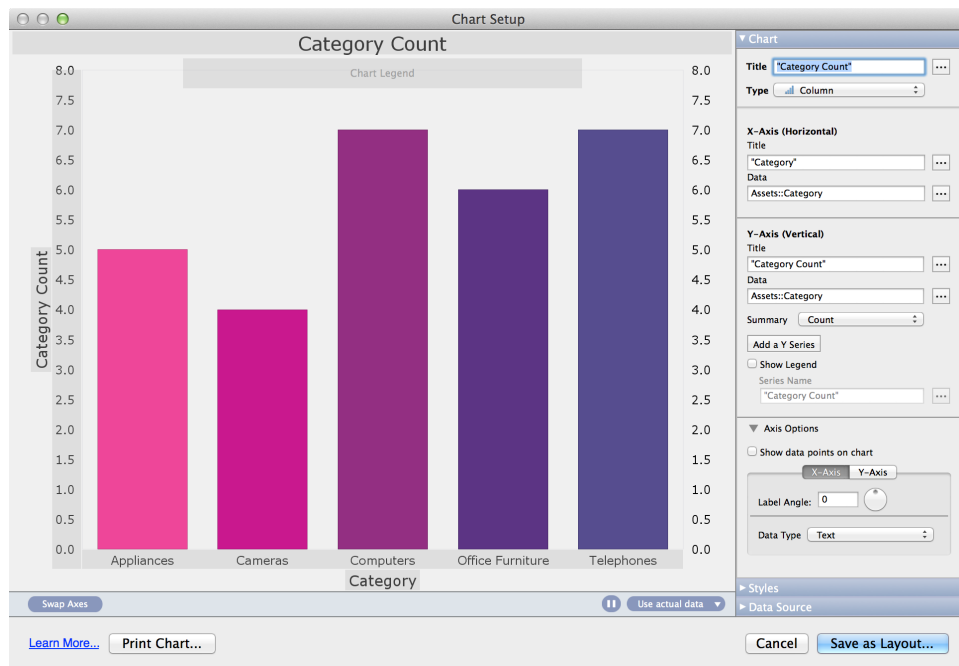 Chart Setup
Category Count
Chart Legend
8.0
7.5
7.0
6.5
6.0
5.5
5.0
4.5
4.0
3.5
3.0
2.5
2.0
1.5
1.0
0.5
0.0
Category Count
8.0
7.5
7.0
6.5
6.0
5.5
5.0
4.5
4.0
3.5
3.0
2.5
2.0
1.5
1.0
0.5
0.0
Appliances Cameras Computers Office Furniture Telephones
Category
Swap Axes
Use actual data
Chart
Title "Category Count" ...
Type Column
X-Axis (Horizontal)
Title
"Category" ...
Data
Assets::Category ...
Y-Axis (Vertical)
Title
"Category Count" ...
Data
Assets::Category ...
Summary Count
Add a Y Series
Show Legend
Series Name
"Category Count" ...
Axis Options
Show data points on chart
X-Axis Y-Axis
Label Angle: 0
Data Type Text
Styles
Data Source
Learn More... Print Chart... Cancel Save as Layout...